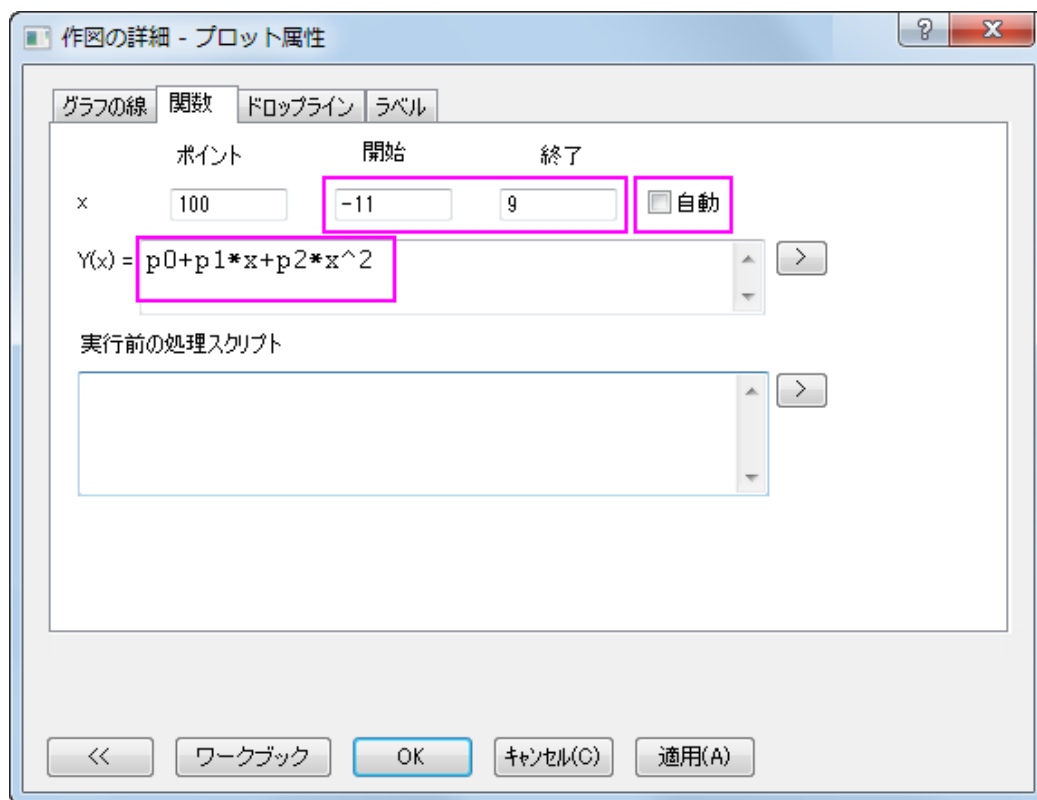 作図の詳細 - プロット属性
グラフの線 関数 ドロップライン ラベル
ポイント 開始 終了
x 100 -11 9 自動
Y(x) = p0+p1*x+p2*x^2 >
実行前の処理スクリプト
>
<< ワークブック OK キャンセル(C) 適用(A)